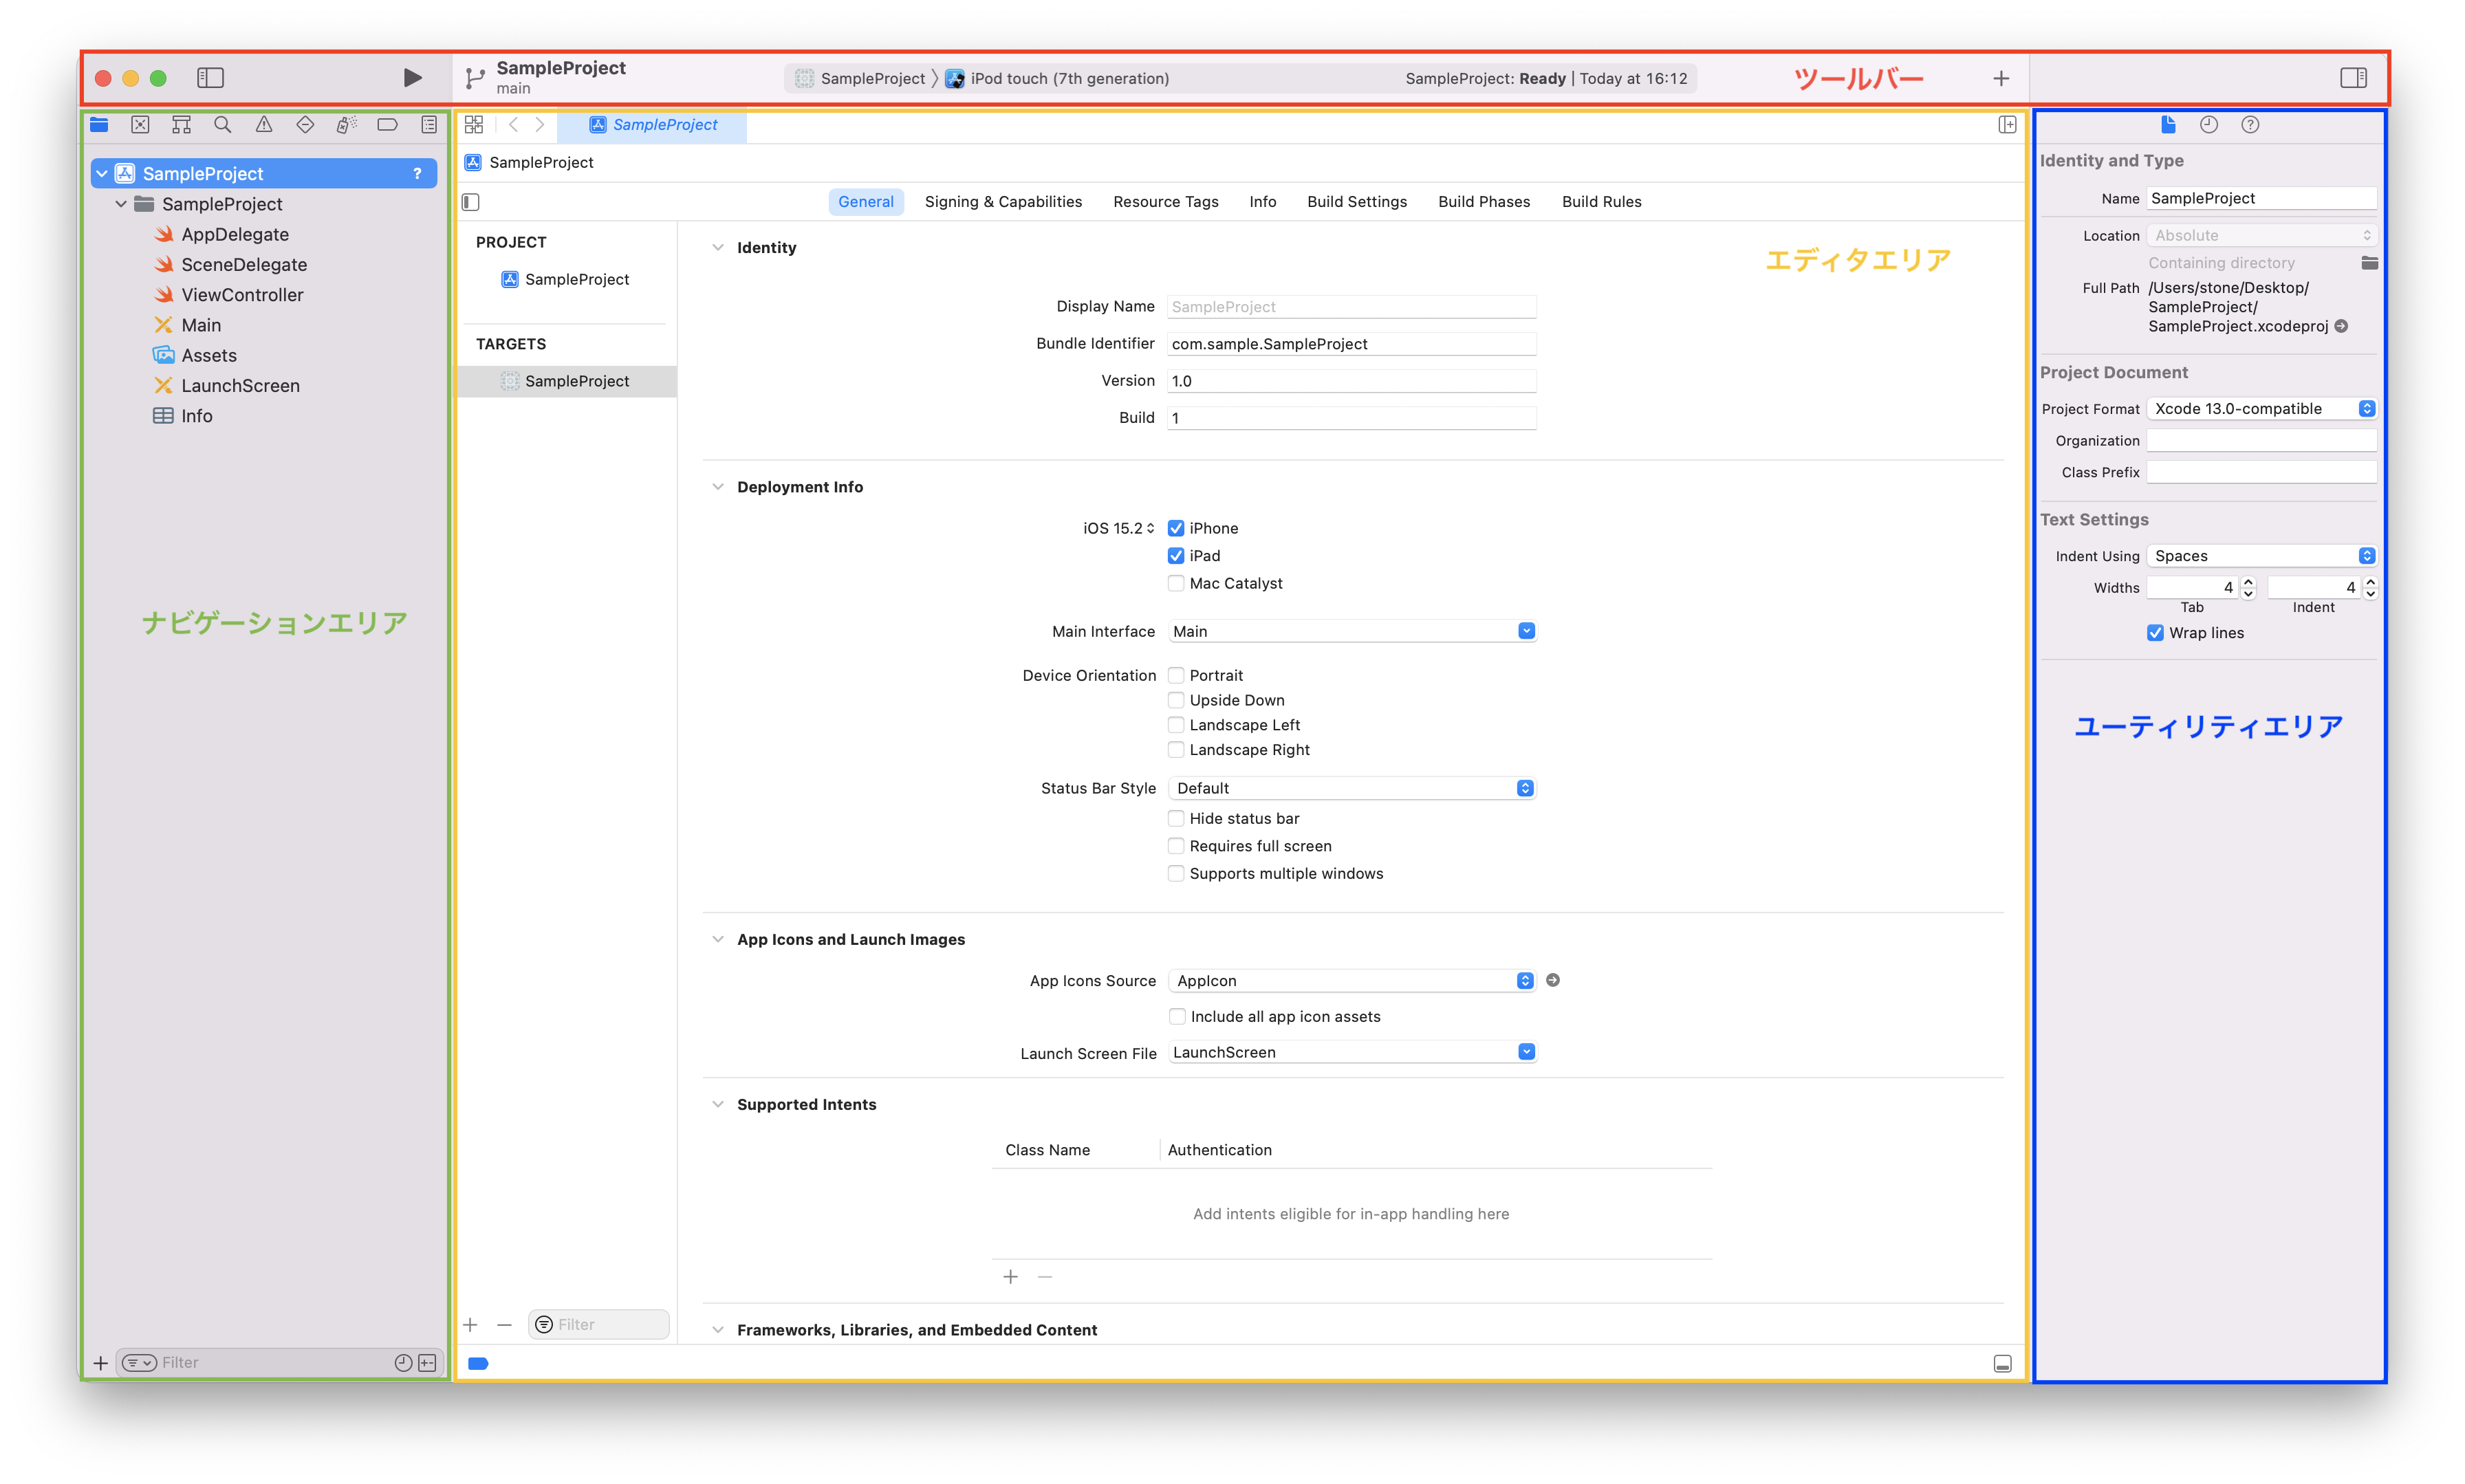 SampleProject
main
SampleProject 〉 iPod touch (7th generation)
SampleProject: Ready | Today at 16:12
ツールバー
SampleProject ?
SampleProject
AppDelegate
SceneDelegate
ViewController
Main
Assets
LaunchScreen
Info
ナビゲーションエリア
Filter
SampleProject
SampleProject
General
Signing & Capabilities
Resource Tags
Info
Build Settings
Build Phases
Build Rules
PROJECT
SampleProject
TARGETS
SampleProject
Filter
エディタエリア
Identity
Display Name SampleProject
Bundle Identifier com.sample.SampleProject
Version 1.0
Build 1
Deployment Info
iOS 15.2 iPhone
iPad
Mac Catalyst
Main Interface Main
Device Orientation Portrait
Upside Down
Landscape Left
Landscape Right
Status Bar Style Default
Hide status bar
Requires full screen
Supports multiple windows
App Icons and Launch Images
App Icons Source AppIcon
Include all app icon assets
Launch Screen File LaunchScreen
Supported Intents
Class Name Authentication
Add intents eligible for in-app handling here
Frameworks, Libraries, and Embedded Content
Identity and Type
Name SampleProject
Location Absolute
Containing directory
Full Path /Users/stone/Desktop/
SampleProject/
SampleProject.xcodeproj
Project Document
Project Format Xcode 13.0-compatible
Organization
Class Prefix
Text Settings
Indent Using Spaces
Widths 4 4
Tab Indent
Wrap lines
ユーティリティエリア